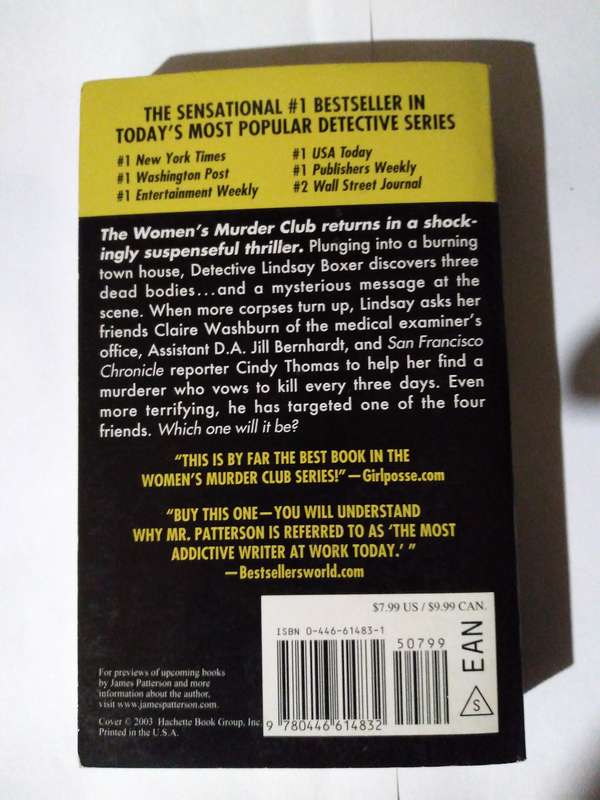 THE SENSATIONAL #1 BESTSELLER IN
TODAY'S MOST POPULAR DETECTIVE SERIES
#1 New York Times
#1 Washington Post
#1 Entertainment Weekly
#1 USA Today
#1 Publishers Weekly
#2 Wall Street Journal
The Women's Murder Club returns in a shock-
ingly suspenseful thriller. Plunging into a burning
town house, Detective Lindsay Boxer discovers three
dead bodies...and a mysterious message at the
scene. When more corpses turn up, Lindsay asks her
friends Claire Washburn of the medical examiner's
office, Assistant D.A. Jill Bernhardt, and San Francisco
Chronicle reporter Cindy Thomas to help her find a
murderer who vows to kill every three days. Even
more terrifying, he has targeted one of the four
friends. Which one will it be?
"THIS IS BY FAR THE BEST BOOK IN THE
WOMEN'S MURDER CLUB SERIES!"—Girlposse.com
"BUY THIS ONE—YOU WILL UNDERSTAND
WHY MR. PATTERSON IS REFERRED TO AS 'THE MOST
ADDICTIVE WRITER AT WORK TODAY.' "
—Bestsellersworld.com
$7.99 US / $9.99 CAN.
ISBN 0-446-61483-1
50799
EAN
S
9 780446 614832
For previews of upcoming books
by James Patterson and more
information about the author,
visit www.jamespatterson.com.
Cover © 2003 Hachette Book Group, Inc.
Printed in the U.S.A.